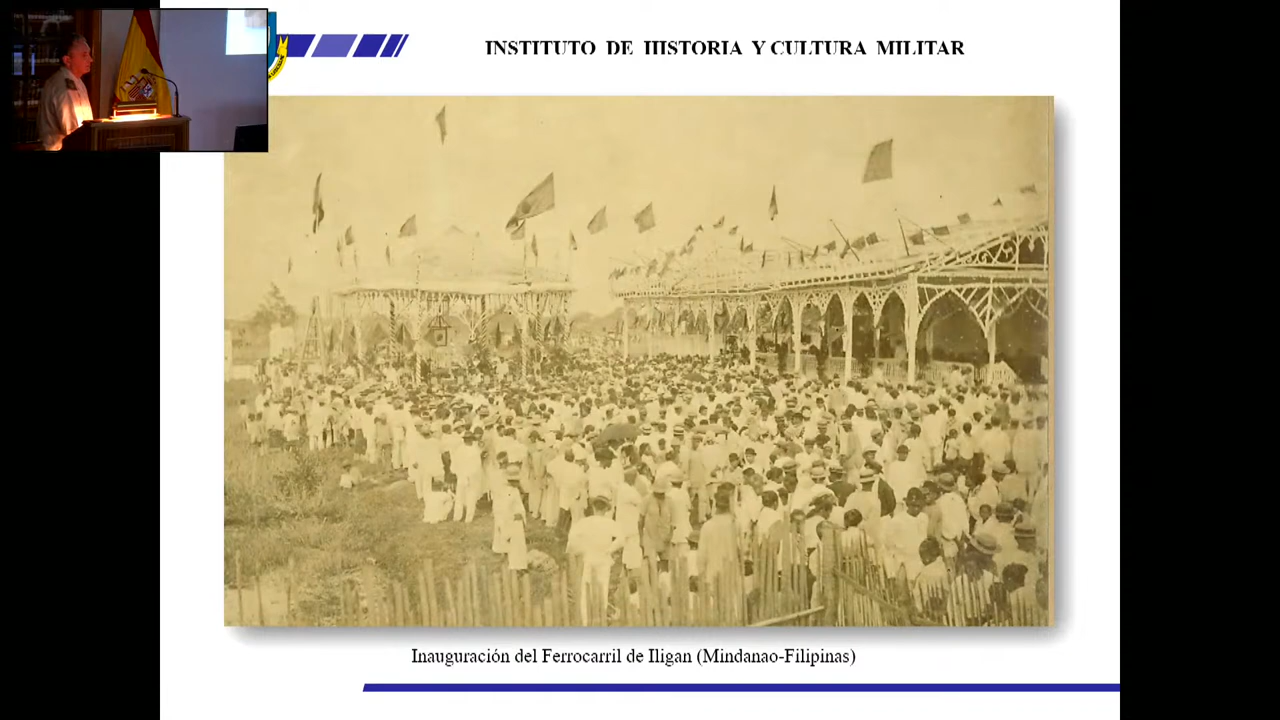 INSTITUTO DE HISTORIA Y CULTURA MILITAR
Inauguración del Ferrocarril de Iligan (Mindanao-Filipinas)